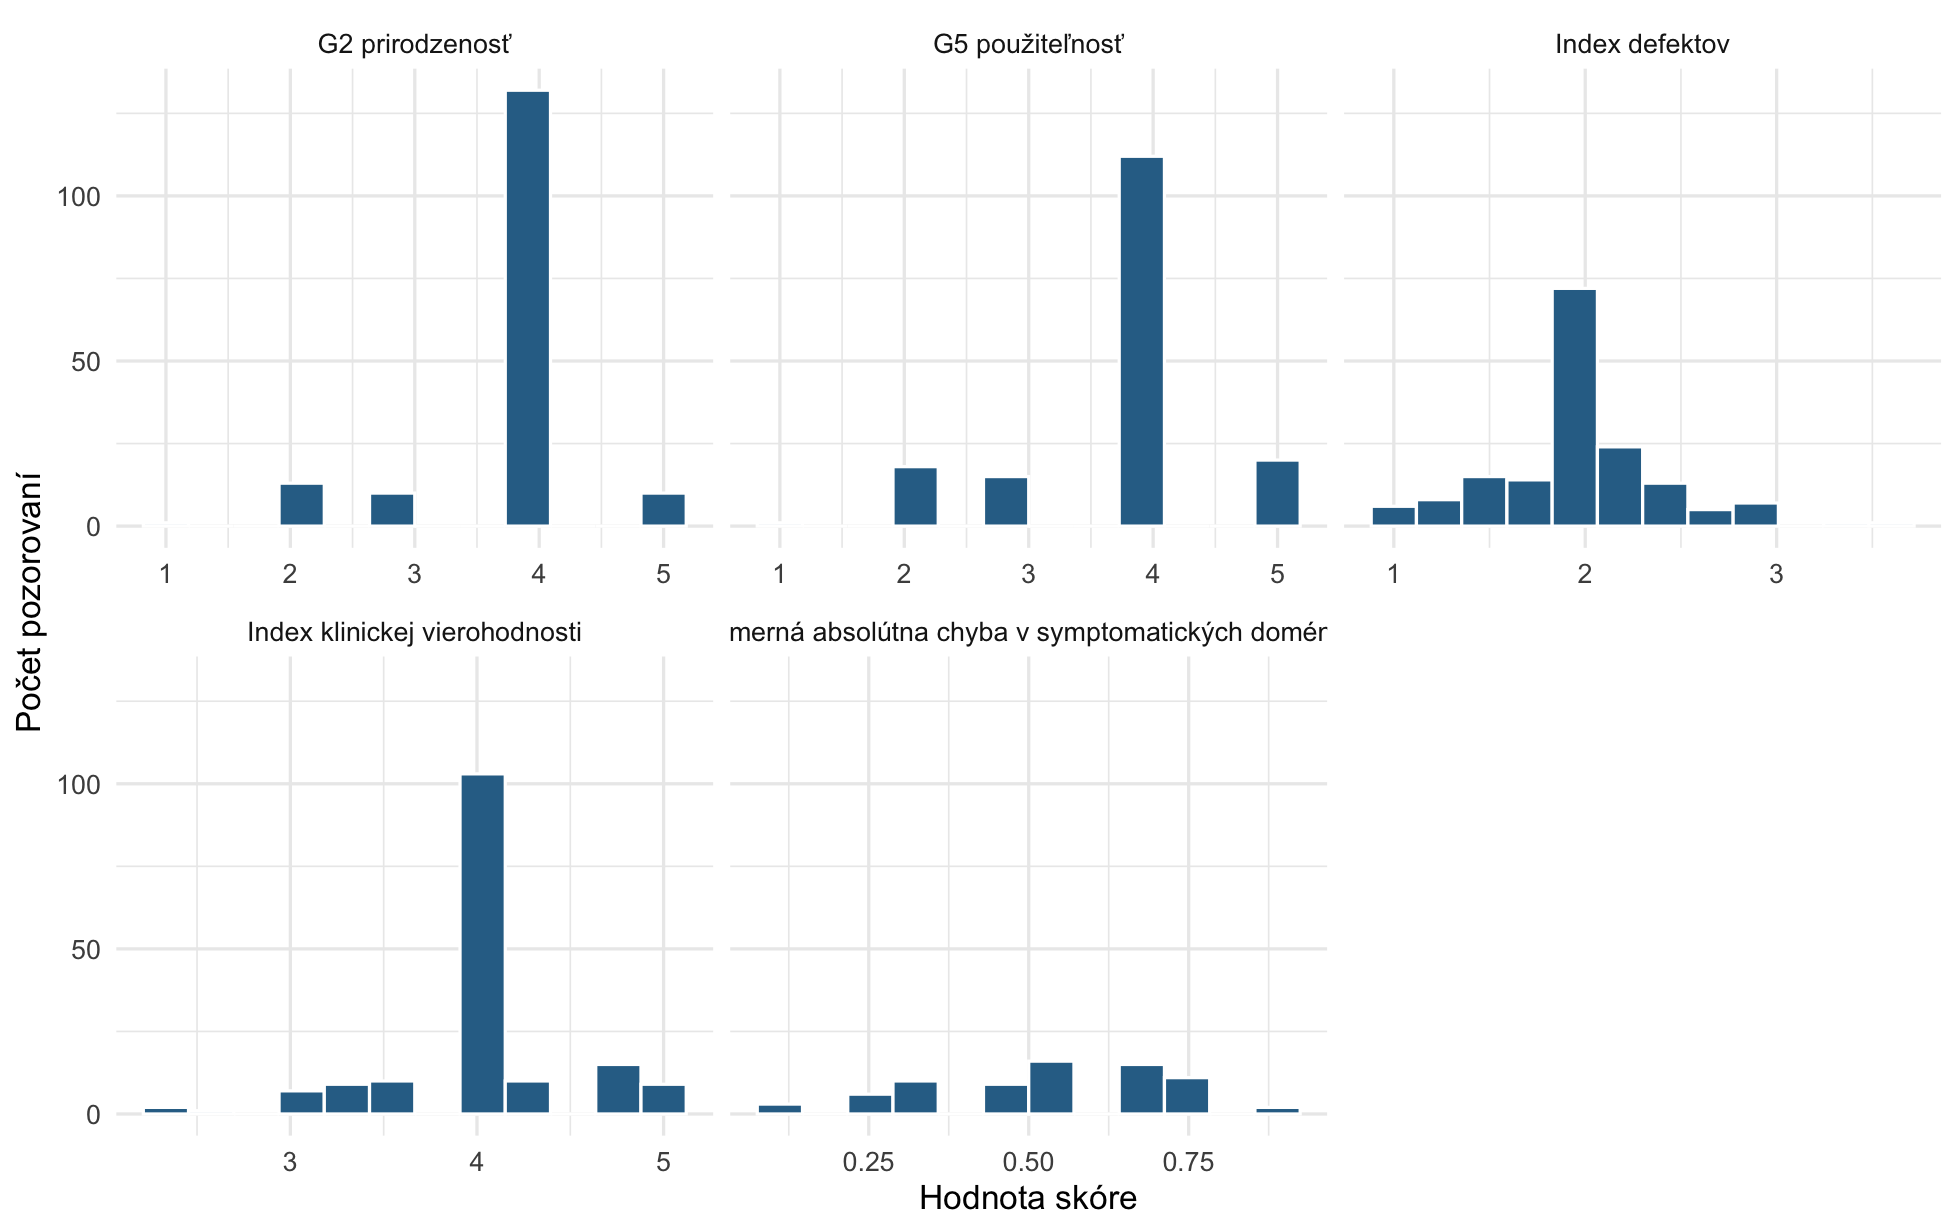 G2 prirodzenosť
G5 použiteľnosť
Index defektov
100
50
0
1 2 3 4 5
1 2 3 4 5
1 2 3
Index klinickej vierohodnosti
merná absolútna chyba v symptomatických domén
100
50
0
3 4 5
0.25 0.50 0.75
Počet pozorovaní
Hodnota skóre